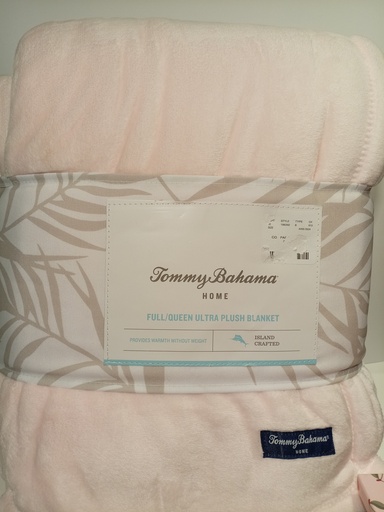 Tommy Bahama
HOME
FULL/QUEEN ULTRA PLUSH BLANKET
PROVIDES WARMTH WITHOUT WEIGHT
ISLAND
CRAFTED
Tommy Bahama
HOME